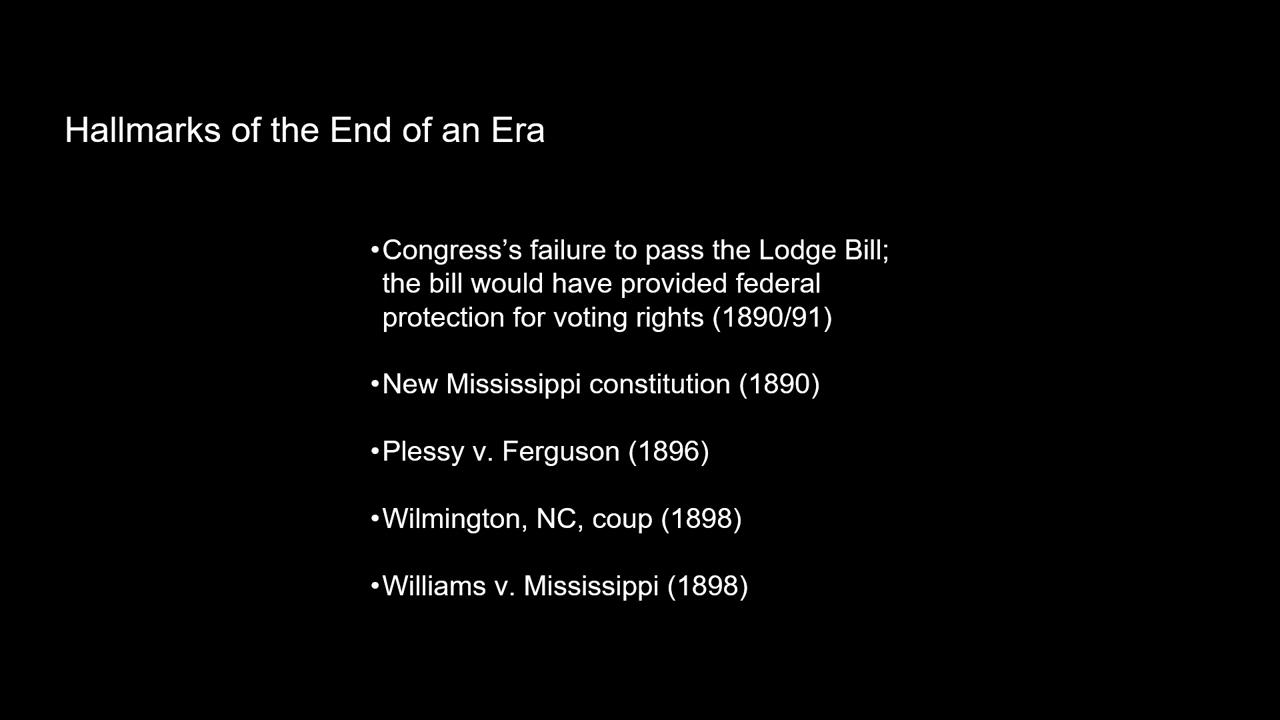 Hallmarks of the End of an Era
•Congress’s failure to pass the Lodge Bill;
the bill would have provided federal
protection for voting rights (1890/91)
•New Mississippi constitution (1890)
•Plessy v. Ferguson (1896)
•Wilmington, NC, coup (1898)
•Williams v. Mississippi (1898)